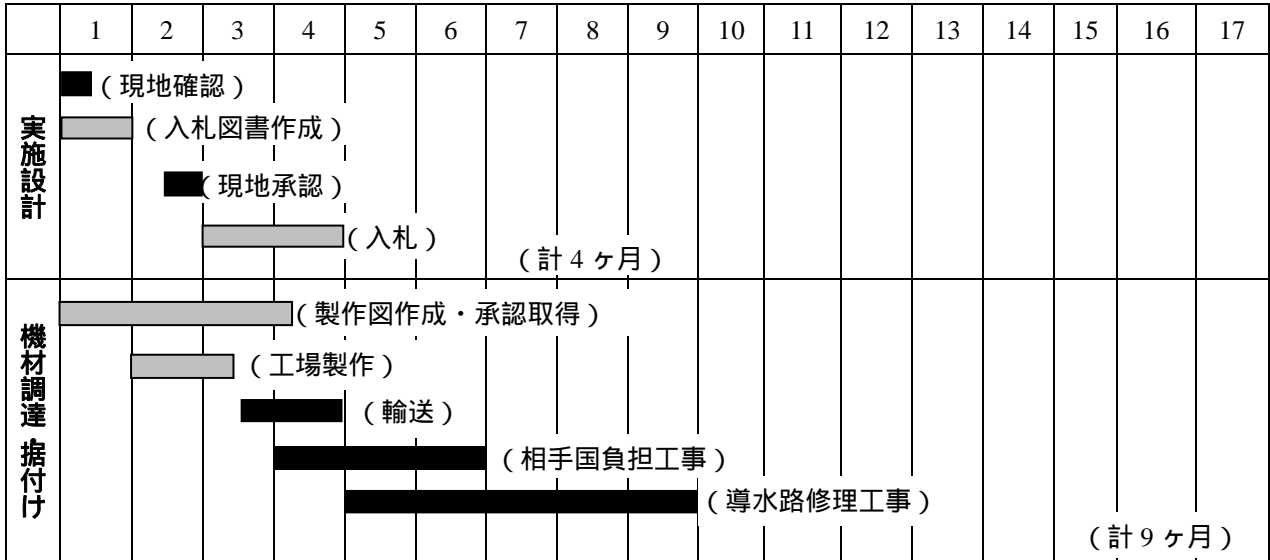 1 2 3 4 5 6 7 8 9 10 11 12 13 14 15 16 17
実施設計
(現地確認)
(入札図書作成)
(現地承認)
(入札)
(計4ヶ月)
機材調達・据付け
(製作図作成・承認取得)
(工場製作)
(輸送)
(相手国負担工事)
(導水路修理工事)
(計9ヶ月)